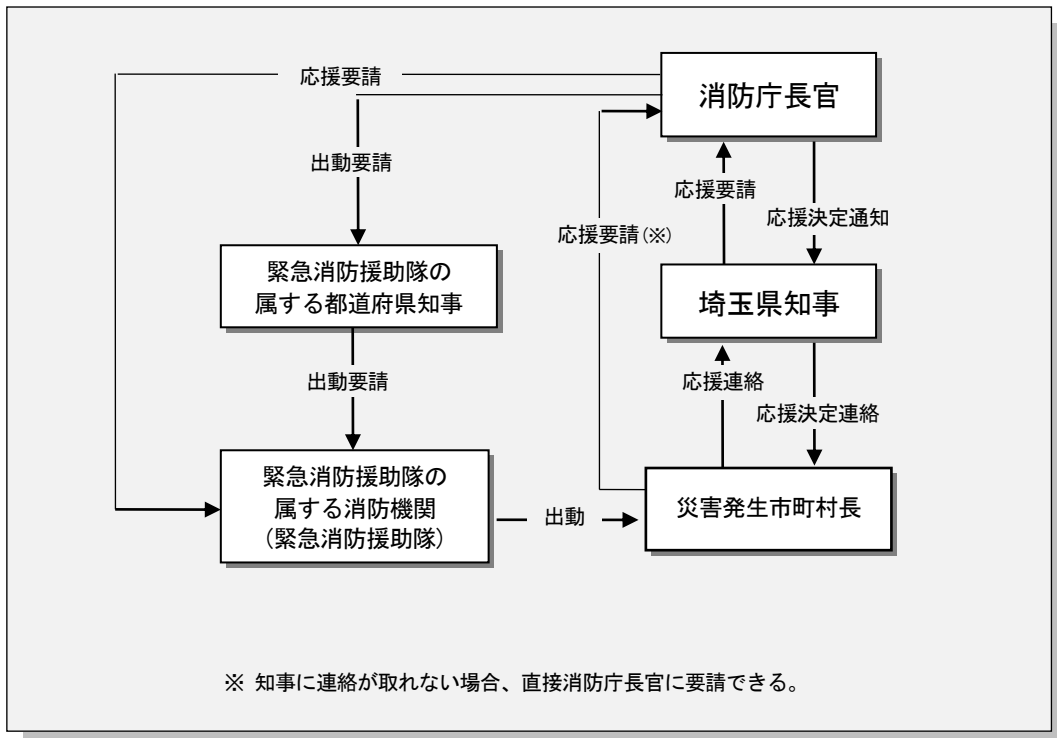 応援要請
消防庁長官
出動要請
応援要請
応援決定通知
応援要請(※)
緊急消防援助隊の
属する都道府県知事
埼玉県知事
出動要請
応援連絡
応援決定連絡
緊急消防援助隊の
属する消防機関
(緊急消防援助隊)
出動
災害発生市町村長
※ 知事に連絡が取れない場合、直接消防庁長官に要請できる。